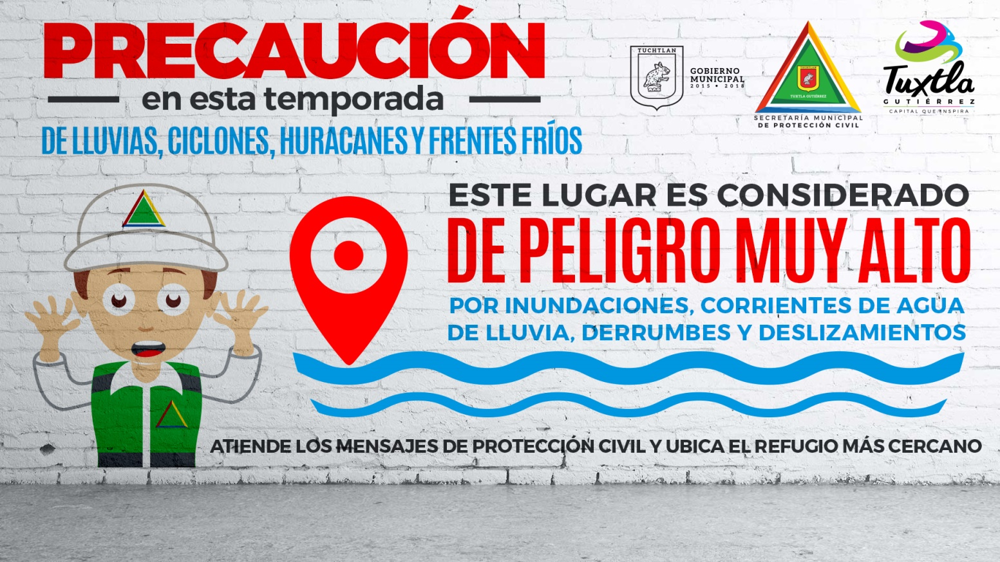 PRECAUCIÓN
en esta temporada
DE LLUVIAS, CICLONES, HURACANES Y FRENTES FRÍOS
TUCHTLAN
GOBIERNO
MUNICIPAL
2015 • 2018
TUCHTLAN
TUXTLA GUTIÉRREZ
SECRETARÍA MUNICIPAL
DE PROTECCIÓN CIVIL
Tuxtla
GUTIÉRREZ
CAPITAL QUE INSPIRA
ESTE LUGAR ES CONSIDERADO
DE PELIGRO MUY ALTO
POR INUNDACIONES, CORRIENTES DE AGUA
DE LLUVIA, DERRUMBES Y DESLIZAMIENTOS
ATIENDE LOS MENSAJES DE PROTECCIÓN CIVIL Y UBICA EL REFUGIO MÁS CERCANO